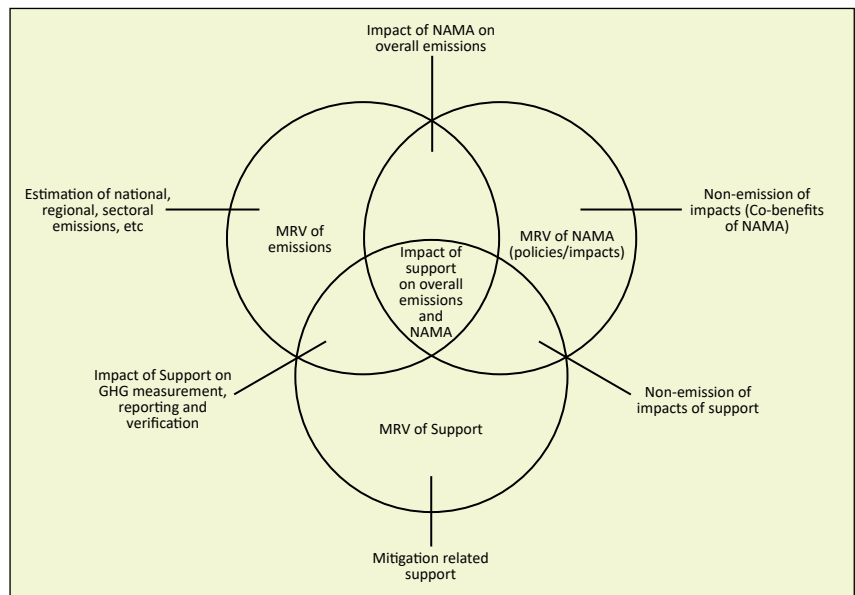 Impact of NAMA on
overall emissions
Estimation of national,
regional, sectoral
emissions, etc
Non-emission of
impacts (Co-benefits
of NAMA)
MRV of
emissions
MRV of NAMA
(policies/impacts)
Impact of
support
on overall
emissions
and
NAMA
Impact of Support on
GHG measurement,
reporting and
verification
Non-emission of
impacts of support
MRV of Support
Mitigation related
support